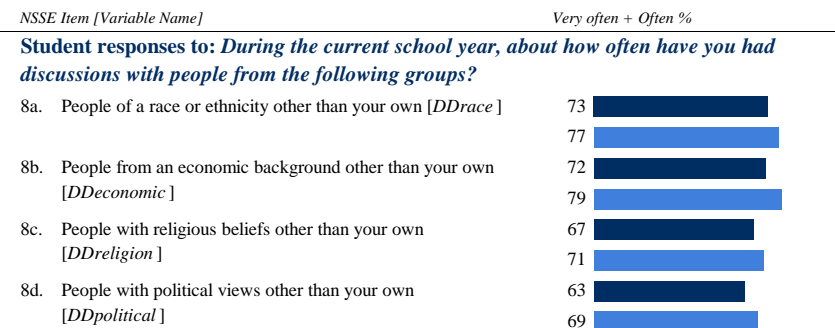 NSSE Item [Variable Name] Very often + Often %
Student responses to: During the current school year, about how often have you had
discussions with people from the following groups?
8a. People of a race or ethnicity other than your own [DDrace ] 73
77
8b. People from an economic background other than your own 72
[DDeconomic ] 79
8c. People with religious beliefs other than your own 67
[DDreligion ] 71
8d. People with political views other than your own 63
[DDpolitical ] 69